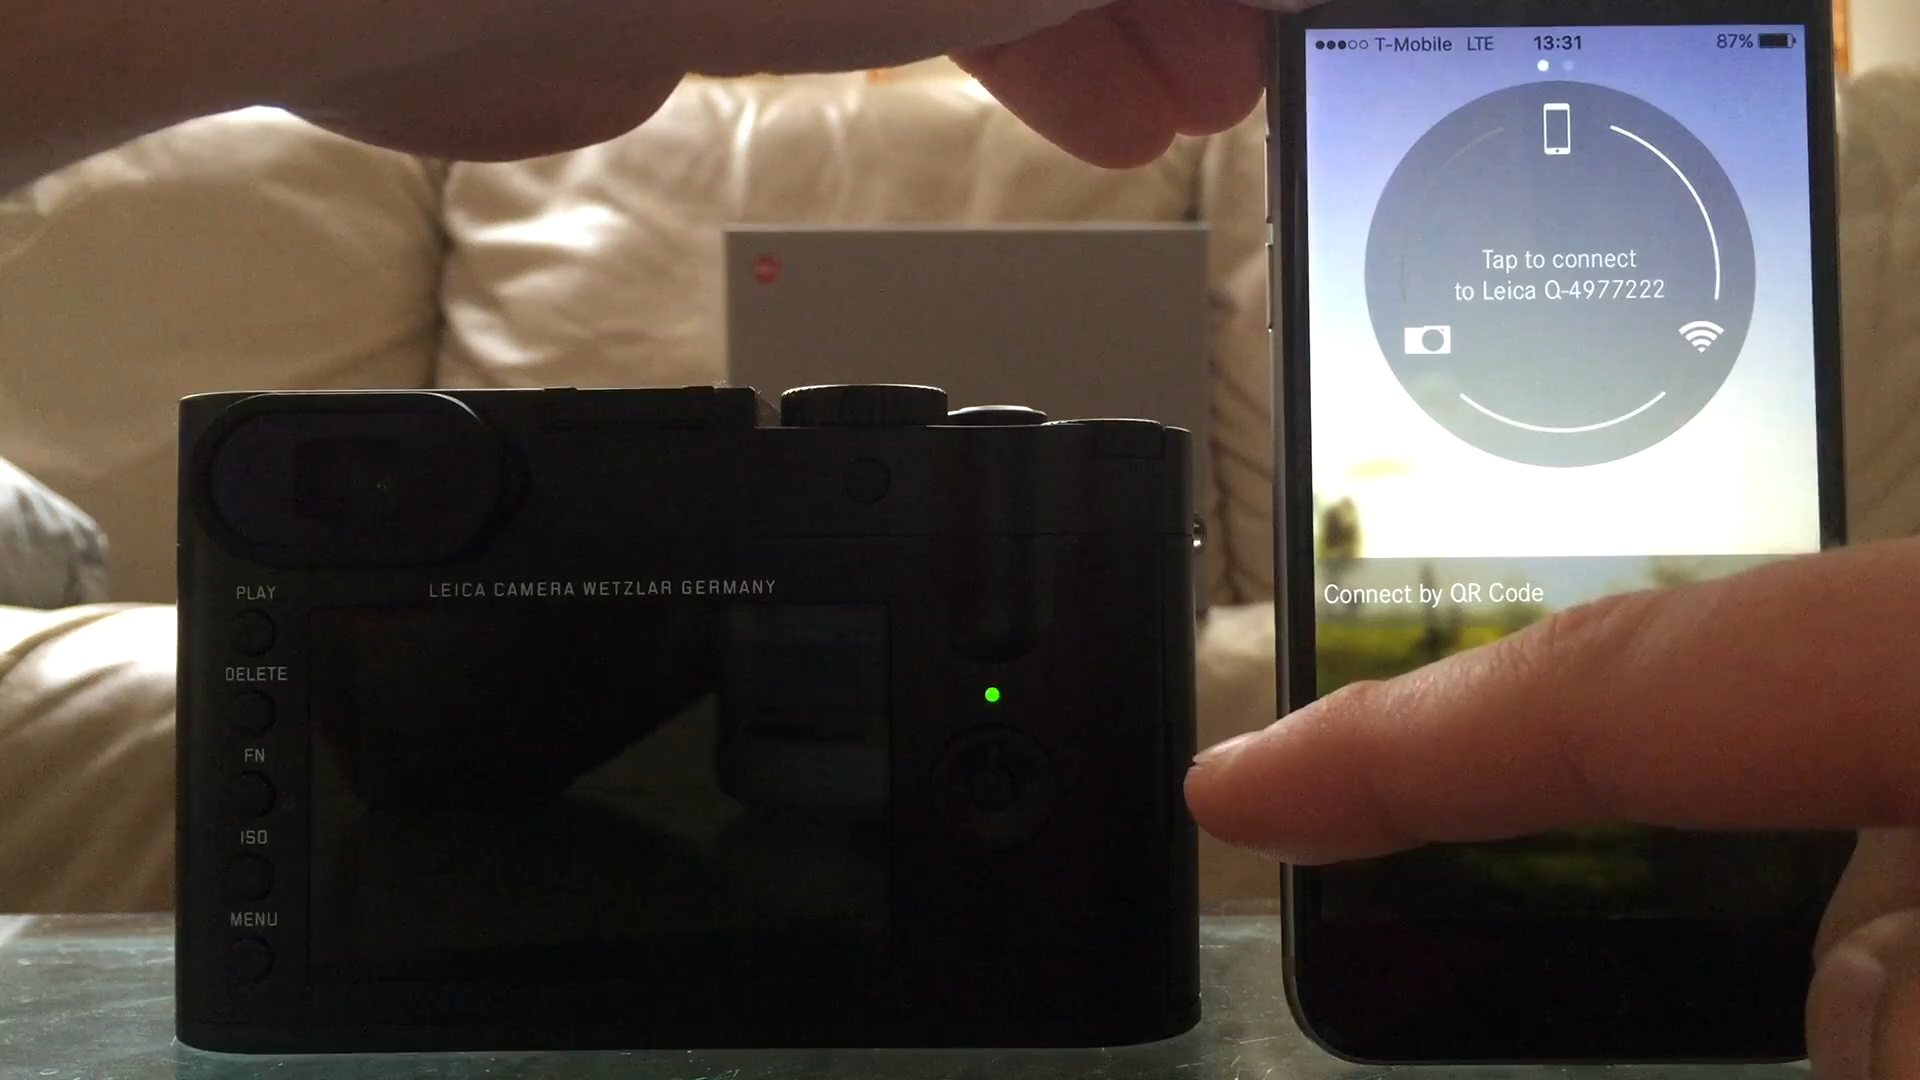 T-Mobile LTE 13:31 87%
Tap to connect
to Leica Q-4977222
Connect by QR Code
LEICA CAMERA WETZLAR GERMANY
PLAY
DELETE
FN
ISO
MENU